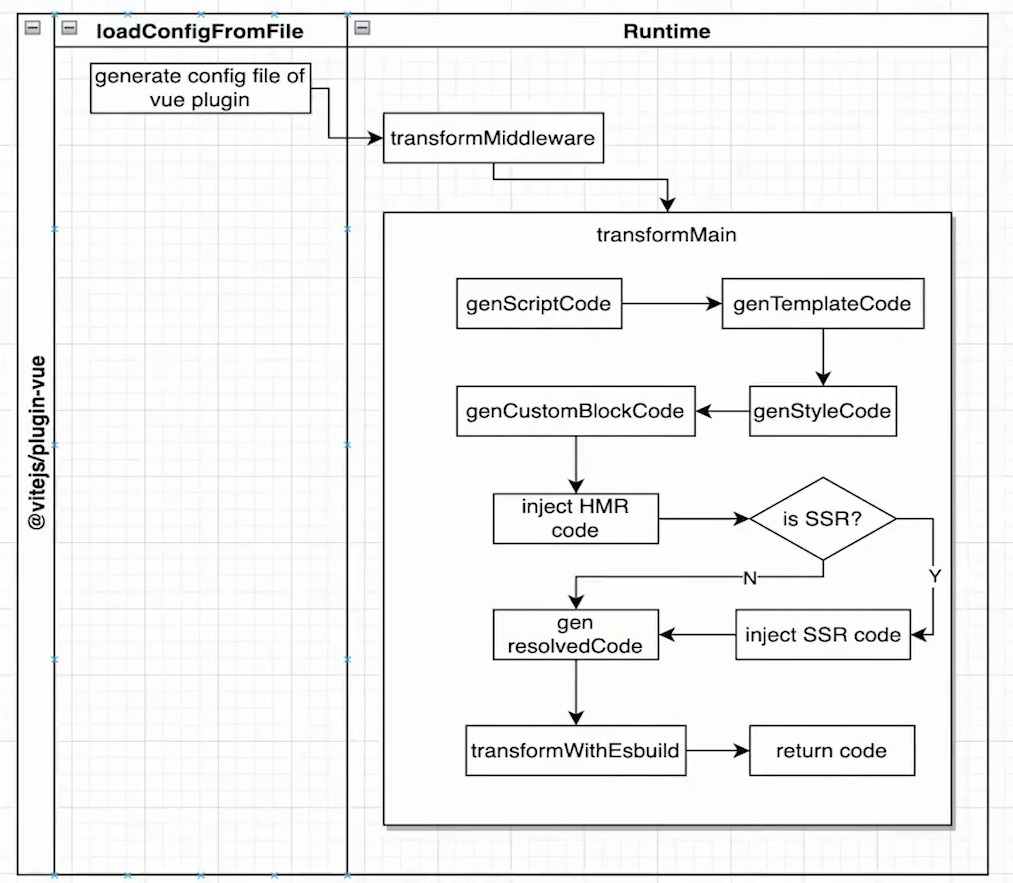 loadConfigFromFile
Runtime
@vitejs/plugin-vue
generate config file of
vue plugin
transformMiddleware
transformMain
genScriptCode
genTemplateCode
genCustomBlockCode
genStyleCode
inject HMR
code
is SSR?
N
Y
gen
resolvedCode
inject SSR code
transformWithEsbuild
return code